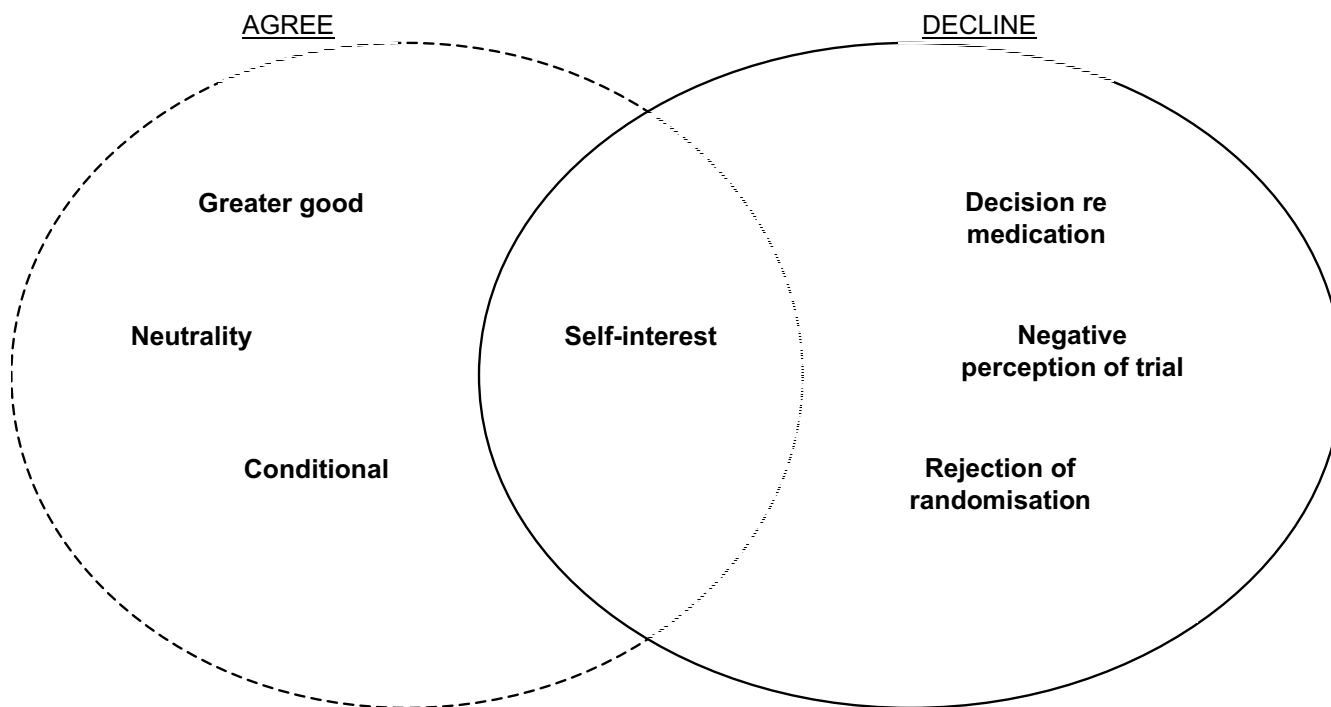 AGREE
DECLINE
Greater good
Decision re
medication
Neutrality
Self-interest
Negative
perception of trial
Conditional
Rejection of
randomisation